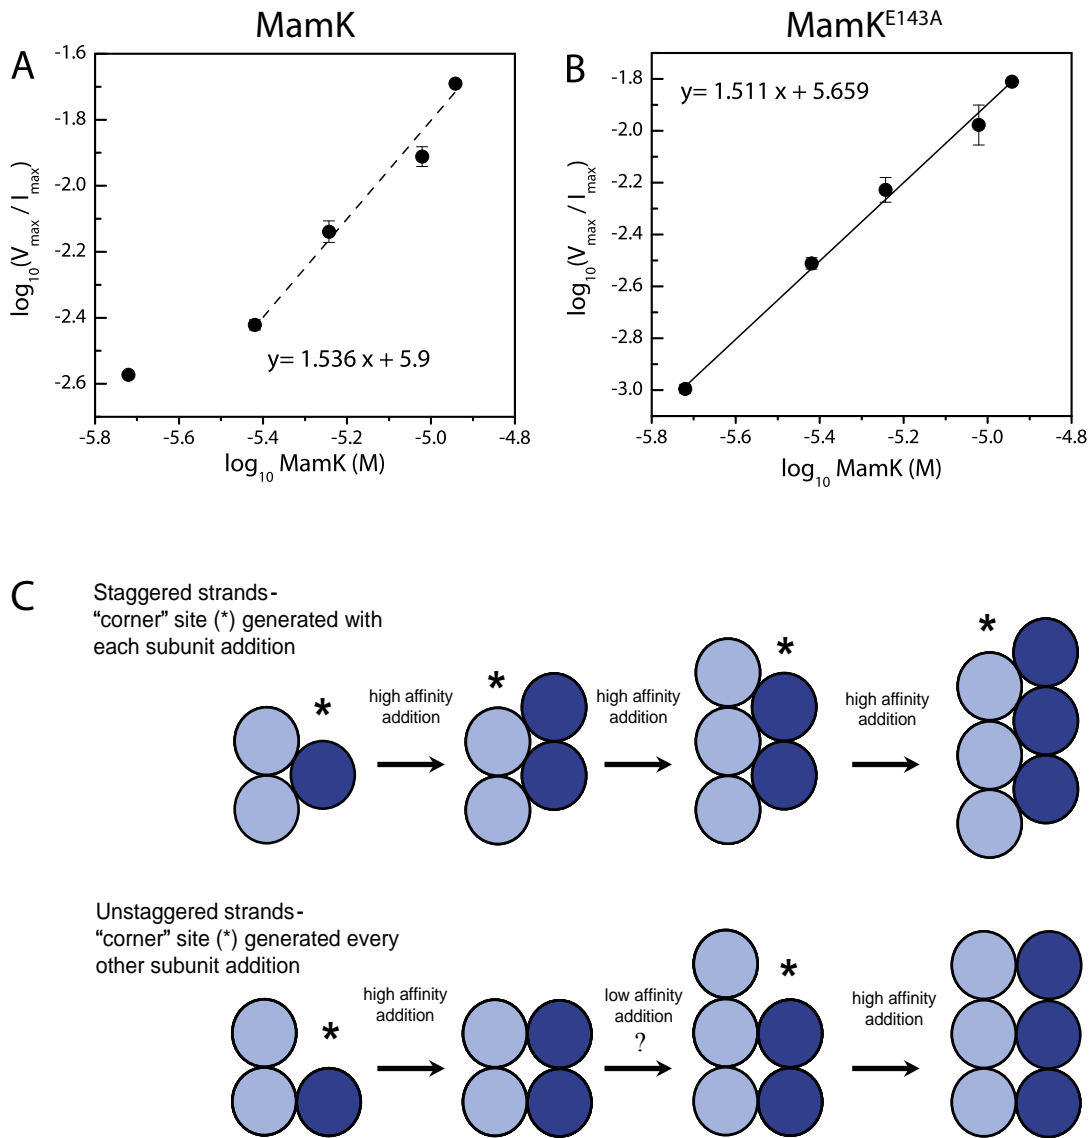 MamK
MamK^E143A
A
-1.6
-1.8
-2.0
-2.2
-2.4
-2.6
log10(Vmax / Imax)
y= 1.536 x + 5.9
-5.8
-5.6
-5.4
-5.2
-5.0
-4.8
log10 MamK (M)
B
-1.8
-2.0
-2.2
-2.4
-2.6
-2.8
-3.0
log10(Vmax / Imax)
y= 1.511 x + 5.659
-5.8
-5.6
-5.4
-5.2
-5.0
-4.8
log10 MamK (M)
C
Staggered strands-
“corner” site (*) generated with
each subunit addition
*
high affinity
addition
*
high affinity
addition
*
high affinity
addition
*
Unstaggered strands-
“corner” site (*) generated every
other subunit addition
*
high affinity
addition
low affinity
addition
?
*
high affinity
addition